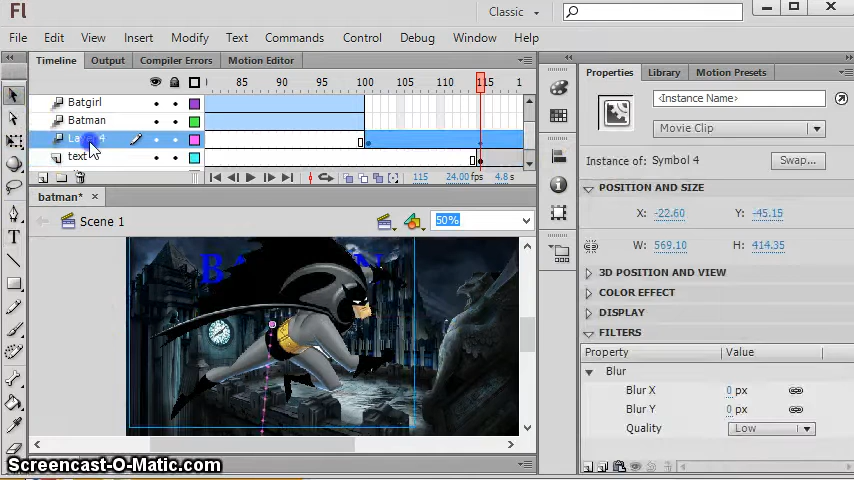 Fl
Classic
File Edit View Insert Modify Text Commands Control Debug Window Help
Timeline Output Compiler Errors Motion Editor
85 90 95 100 105 110 115
Batgirl
Batman
text
115 24.00 fps 4.8 s
batman*
Scene 1
50%
Properties Library Motion Presets
<Instance Name>
Movie Clip
Instance of: Symbol 4 Swap...
POSITION AND SIZE
X: -22.60 Y: -45.15
W: 569.10 H: 414.35
3D POSITION AND VIEW
COLOR EFFECT
DISPLAY
FILTERS
Property Value
Blur
Blur X 0 px
Blur Y 0 px
Quality Low
Screencast-O-Matic.com